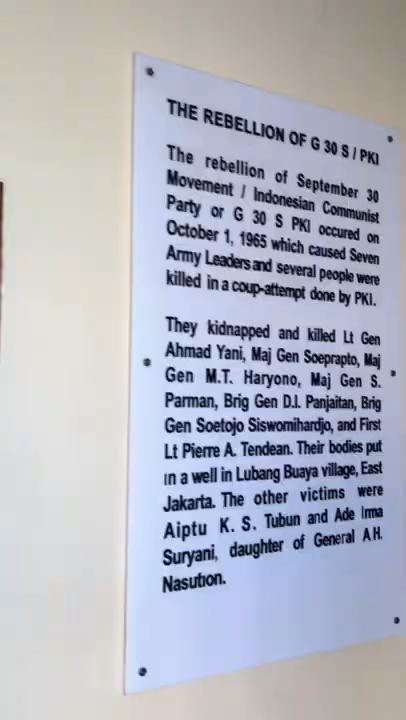 THE REBELLION OF G 30 S / PKI
The rebellion of September 30
Movement / Indonesian Communist
Party or G 30 S PKI occured on
October 1, 1965 which caused Seven
Army Leaders and several people were
killed in a coup-attempt done by PKI.
They kidnapped and killed Lt Gen
Ahmad Yani, Maj Gen Soeprapto, Maj
Gen M.T. Haryono, Maj Gen S.
Parman, Brig Gen D.I. Panjaitan, Brig
Gen Soetojo Siswomihardjo, and First
Lt Pierre A. Tendean. Their bodies put
in a well in Lubang Buaya village, East
Jakarta. The other victims were
Aiptu K. S. Tubun and Ade Irma
Suryani, daughter of General A.H.
Nasution.